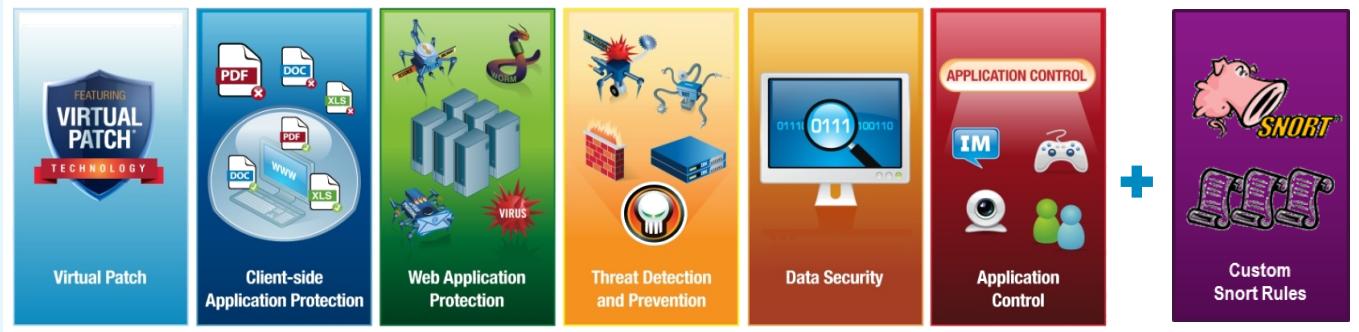 FEATURING
VIRTUAL
PATCH®
TECHNOLOGY
Virtual Patch
PDF
DOC
XLS
PDF
WWW
DOC
XLS
Client-side
Application Protection
WORM
VIRUS
Web Application
Protection
Threat Detection
and Prevention
01110 0111 100110
Data Security
APPLICATION CONTROL
IM
Application
Control
+
SNORT
Custom
Snort Rules